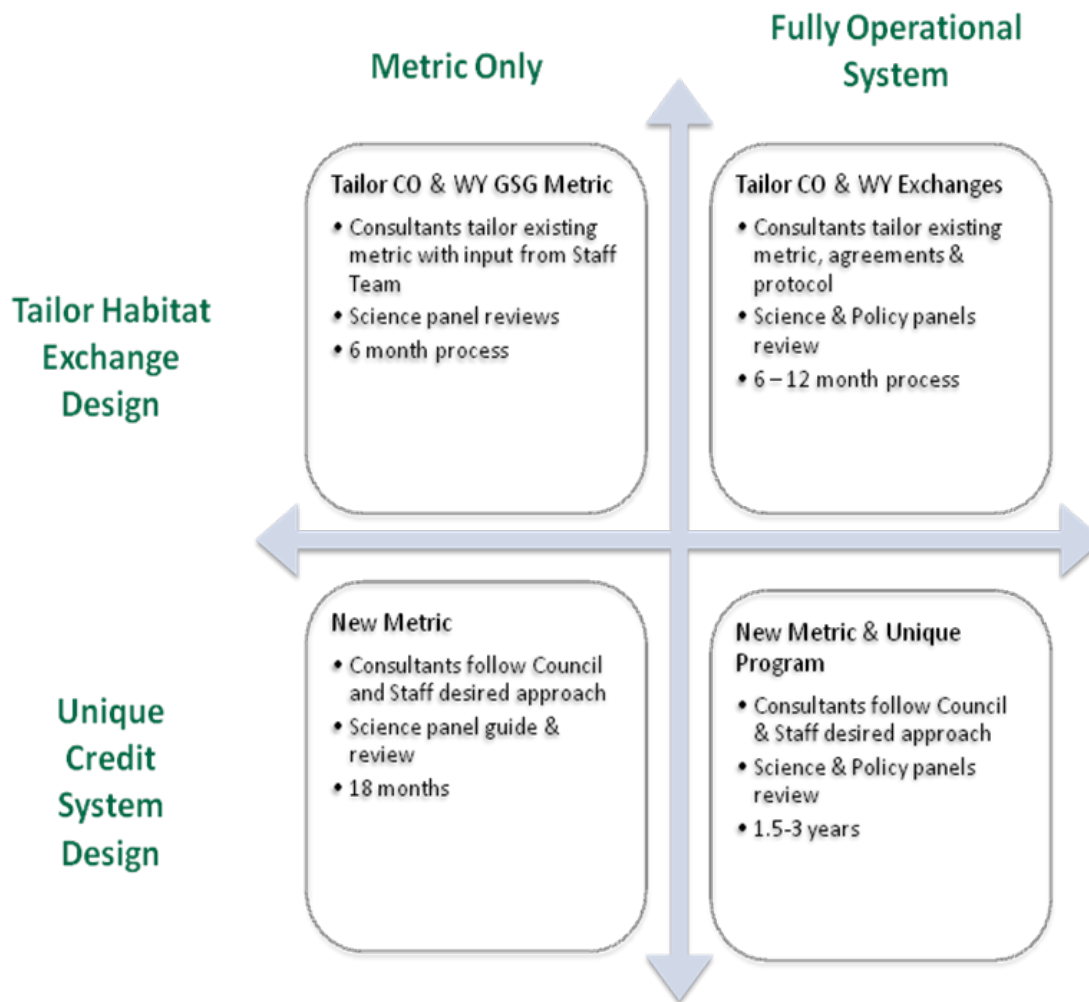 Metric Only
Fully Operational
System
Tailor Habitat
Exchange
Design
Tailor CO & WY GSG Metric
• Consultants tailor existing
metric with input from Staff
Team
• Science panel reviews
• 6 month process
Tailor CO & WY Exchanges
• Consultants tailor existing
metric, agreements &
protocol
• Science & Policy panels
review
• 6 – 12 month process
Unique
Credit
System
Design
New Metric
• Consultants follow Council
and Staff desired approach
• Science panel guide &
review
• 18 months
New Metric & Unique
Program
• Consultants follow Council
& Staff desired approach
• Science & Policy panels
review
• 1.5-3 years